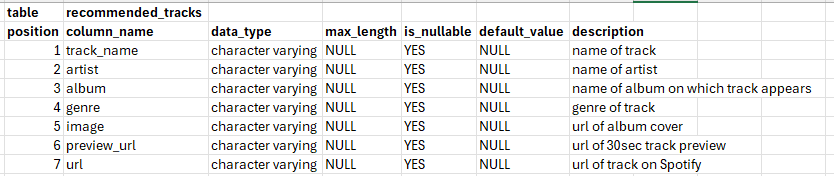 table recommended_tracks
position column_name data_type max_length is_nullable default_value description
1 track_name character varying NULL YES NULL name of track
2 artist character varying NULL YES NULL name of artist
3 album character varying NULL YES NULL name of album on which track appears
4 genre character varying NULL YES NULL genre of track
5 image character varying NULL YES NULL url of album cover
6 preview_url character varying NULL YES NULL url of 30sec track preview
7 url character varying NULL YES NULL url of track on Spotify